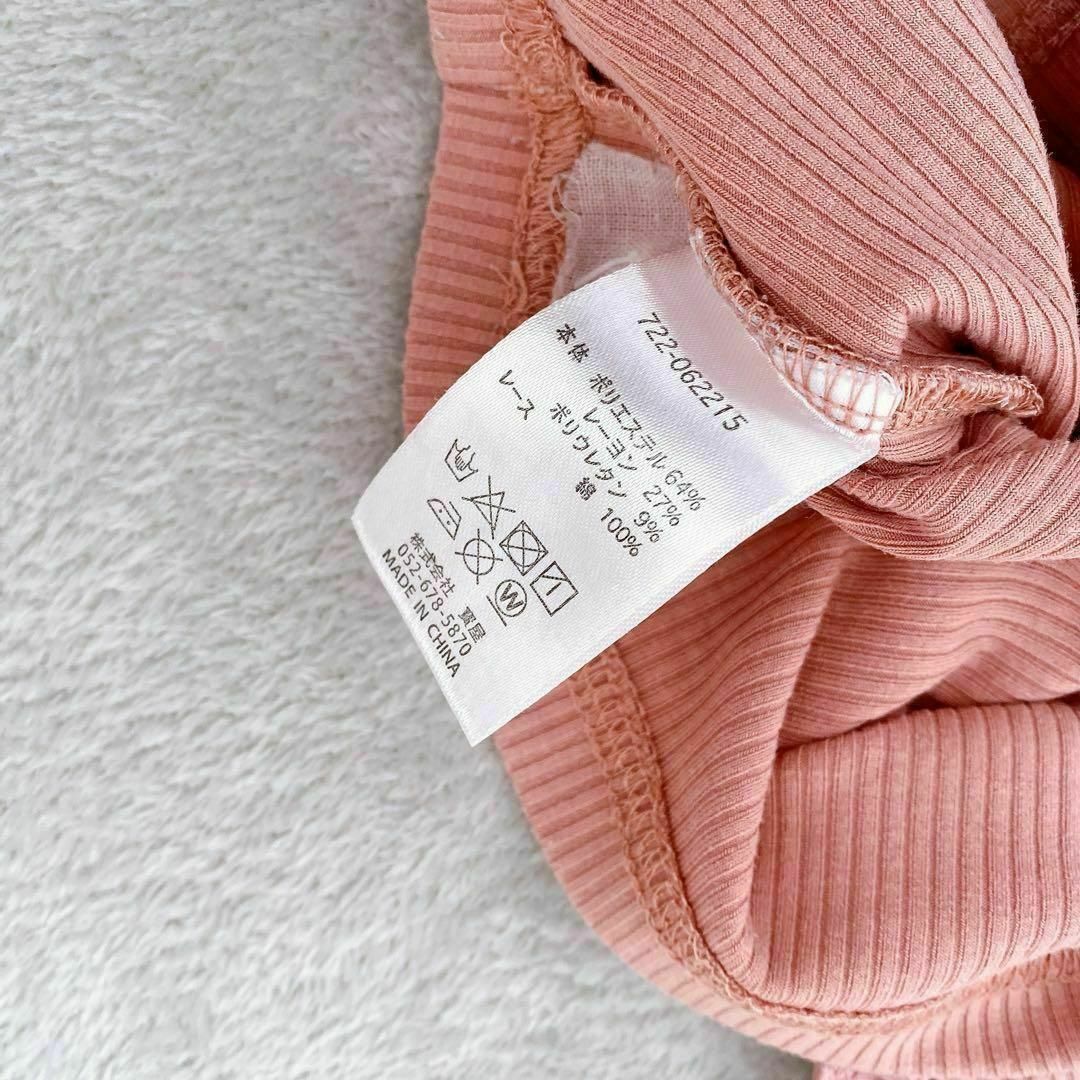 722-062215
本体 ポリエステル 64%
レーヨン 27%
ポリウレタン 9%
レース 綿 100%
W
株式会社 寳屋
052-678-5870
MADE IN CHINA